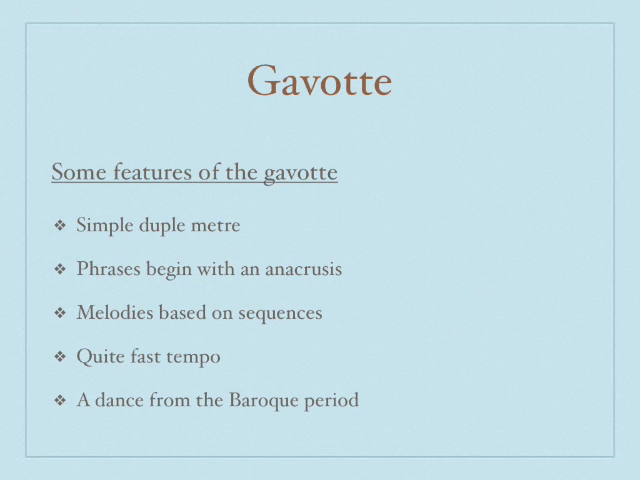 Gavotte
Some features of the gavotte
❖ Simple duple metre
❖ Phrases begin with an anacrusis
❖ Melodies based on sequences
❖ Quite fast tempo
❖ A dance from the Baroque period